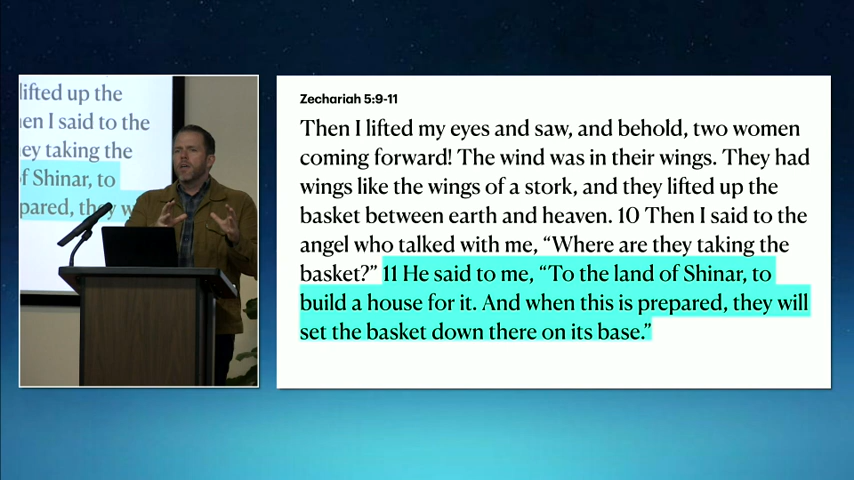 lifted up the
en I said to the
ey taking the
f Shinar, to
pared, they w
Zechariah 5:9-11
Then I lifted my eyes and saw, and behold, two women
coming forward! The wind was in their wings. They had
wings like the wings of a stork, and they lifted up the
basket between earth and heaven. 10 Then I said to the
angel who talked with me, “Where are they taking the
basket?” 11 He said to me, “To the land of Shinar, to
build a house for it. And when this is prepared, they will
set the basket down there on its base.”